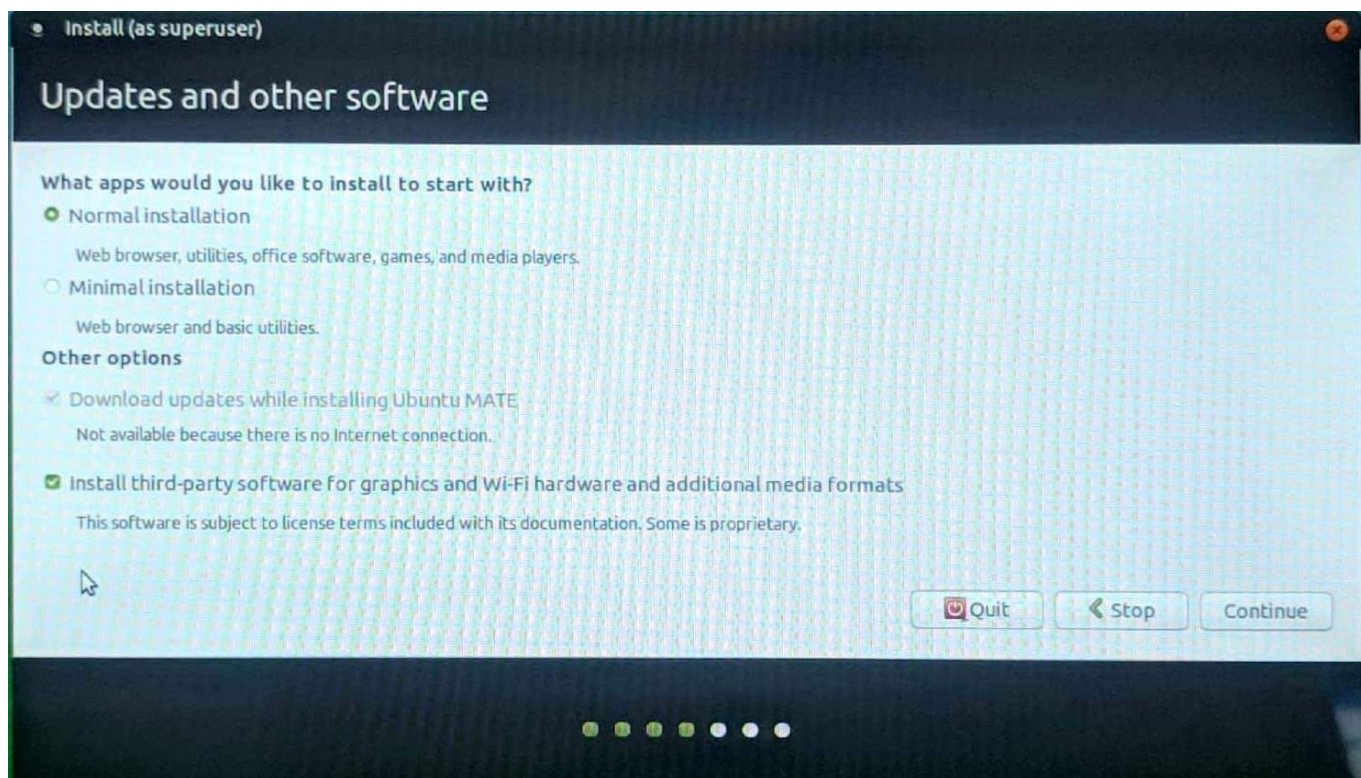 Install (as superuser)
Updates and other software
What apps would you like to install to start with?
Normal installation
Web browser, utilities, office software, games, and media players.
Minimal installation
Web browser and basic utilities.
Other options
Download updates while installing Ubuntu MATE
Not available because there is no Internet connection.
Install third-party software for graphics and Wi-Fi hardware and additional media formats
This software is subject to license terms included with its documentation. Some is proprietary.
Quit Stop Continue